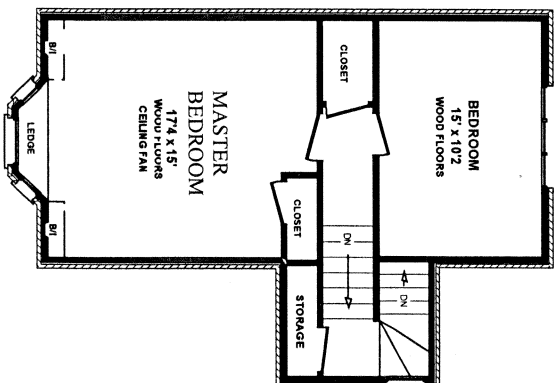 B/I
LEDGE
B/I
MASTER
BEDROOM
17'4 x 15'
WOOD FLOORS
CEILING FAN
CLOSET
CLOSET
STORAGE
DN
DN
BEDROOM
15' x 10'2
WOOD FLOORS